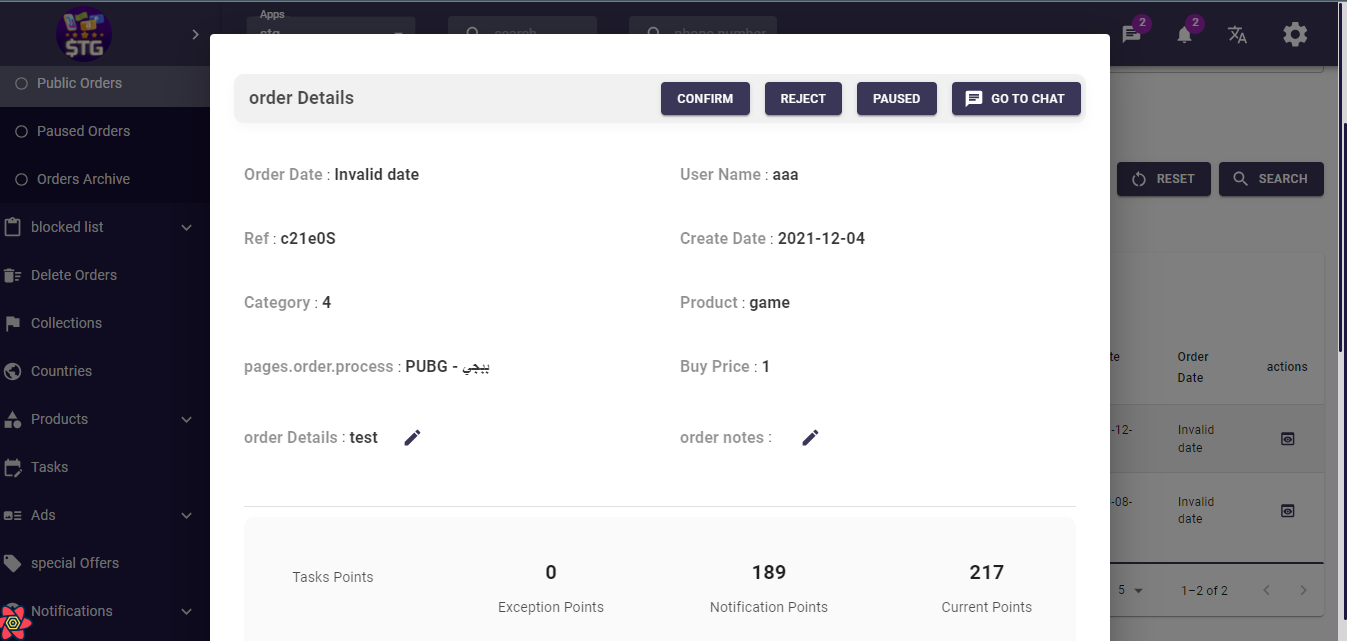 Apps
stg
search
phone number
2
2
$TG
Public Orders
Paused Orders
Orders Archive
blocked list
Delete Orders
Collections
Countries
Products
Tasks
Ads
special Offers
Notifications
order Details
CONFIRM
REJECT
PAUSED
GO TO CHAT
Order Date : Invalid date
User Name : aaa
Ref : c21e0S
Create Date : 2021-12-04
Category : 4
Product : game
pages.order.process : PUBG - ببجي
Buy Price : 1
order Details : test
order notes :
Tasks Points
0
Exception Points
189
Notification Points
217
Current Points
RESET
SEARCH
te
Order
Date
actions
-12-
Invalid
date
-08-
Invalid
date
5
1–2 of 2